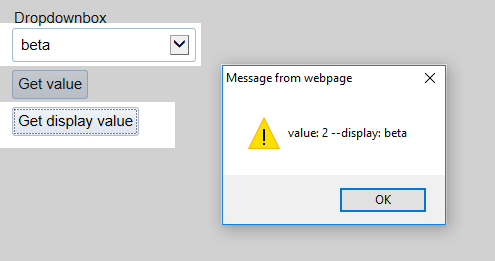 Dropdownbox
beta
Get value
Get display value
Message from webpage
value: 2 --display: beta
OK